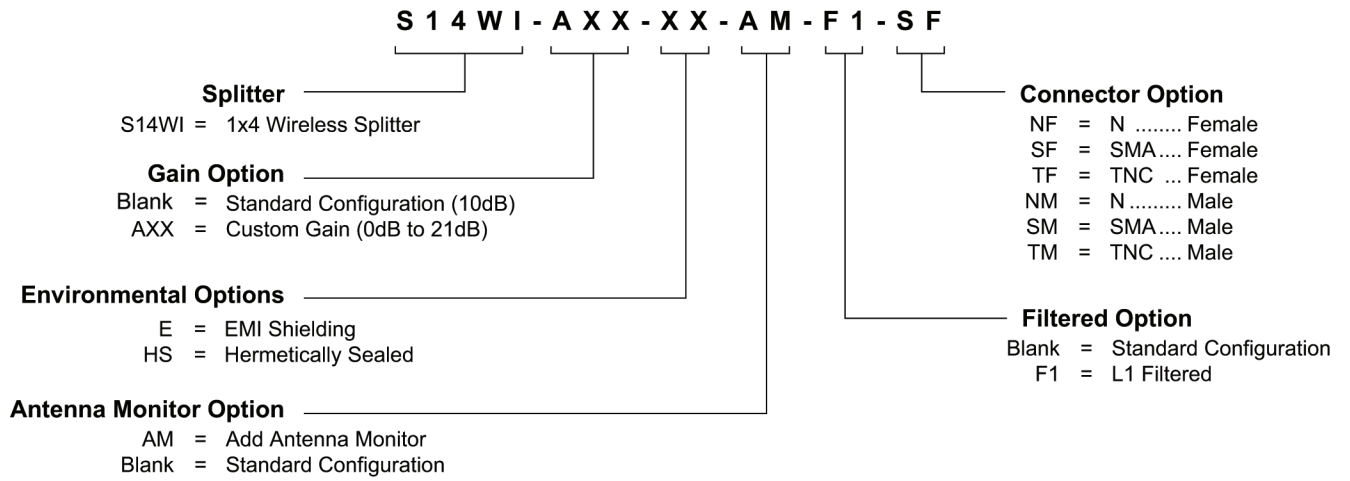 S14WI-AXX-XX-AM-F1-SF
Splitter
S14WI = 1x4 Wireless Splitter
Gain Option
Blank = Standard Configuration (10dB)
AXX = Custom Gain (0dB to 21dB)
Environmental Options
E = EMI Shielding
HS = Hermetically Sealed
Antenna Monitor Option
AM = Add Antenna Monitor
Blank = Standard Configuration
Connector Option
NF = N ........ Female
SF = SMA .... Female
TF = TNC ... Female
NM = N ......... Male
SM = SMA .... Male
TM = TNC .... Male
Filtered Option
Blank = Standard Configuration
F1 = L1 Filtered